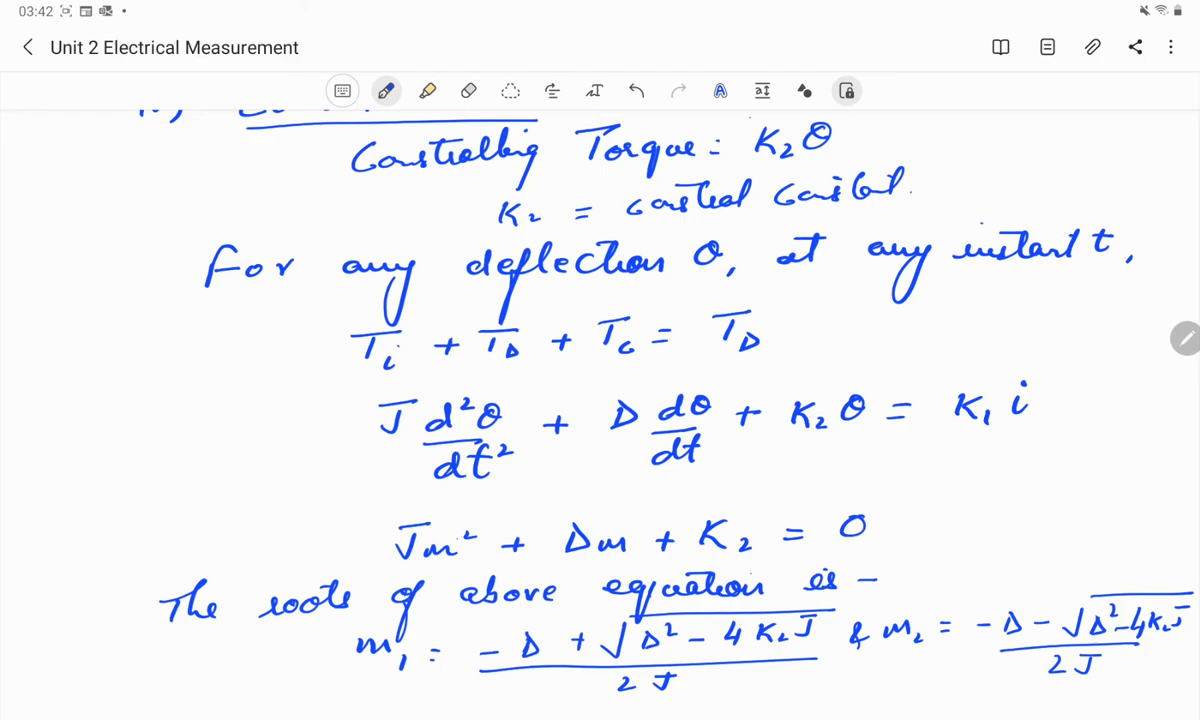 03:42
Unit 2 Electrical Measurement
Controlling Torque = K₂θ
K₂ = control constant.
For any deflection θ, at any instant t,
Tᵢ + T_D + T_C = T_D
J d²θ/dt² + D dθ/dt + K₂θ = K₁ i
Jm² + Dm + K₂ = 0
The roots of above equation is –
m₁ = (-D + √(D² - 4K₂J))/2J & m₂ = (-D - √(D² - 4K₂J))/2J